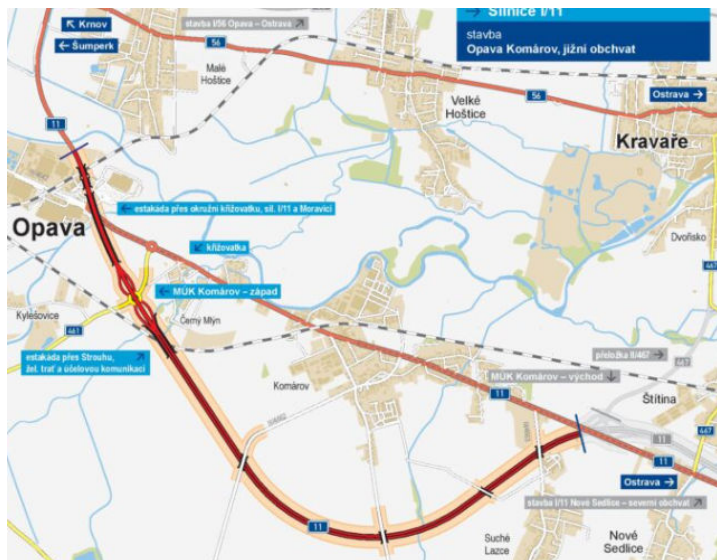 → Silnice I/11
stavba
Opava Komárov, jižní obchvat
↖ Krnov
← Šumperk
stavba I/56 Opava – Ostrava ↗
56
Malé
Hoštice
Velké
Hoštice
56
Ostrava →
Kravaře
11
← estakáda přes okružní křižovatku, sil. I/11 a Moravici
Opava
↙ křižovatka
Dvořisko
467
← MÚK Komárov – západ
Kylešovice
461
Černý Mlýn
estakáda přes Strouhu, ↗
žel. trať a účelovou komunikaci
přeložka II/467 →
467
MÚK Komárov – východ ↓
Komárov
11
Štítina
467
11
11
Ostrava →
stavba I/11 Nové Sedlice – severní obchvat ↗
11
Suché
Lazce
Nové
Sedlice